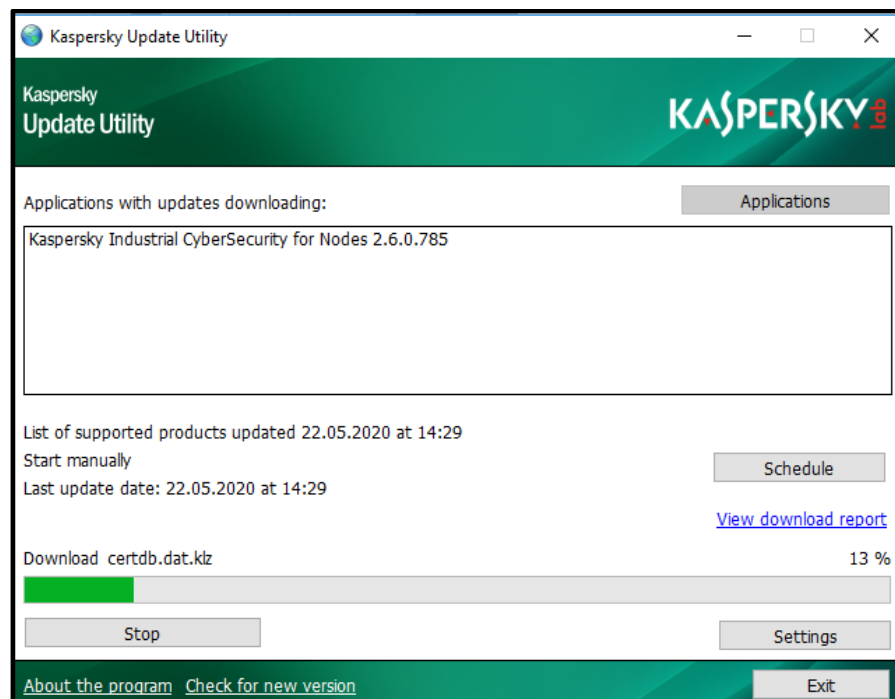 Kaspersky Update Utility
Kaspersky
Update Utility
KASPERSKY lab
Applications with updates downloading:
Applications
Kaspersky Industrial CyberSecurity for Nodes 2.6.0.785
List of supported products updated 22.05.2020 at 14:29
Start manually
Schedule
Last update date: 22.05.2020 at 14:29
View download report
Download certdb.dat.klz
13 %
Stop
Settings
About the program
Check for new version
Exit